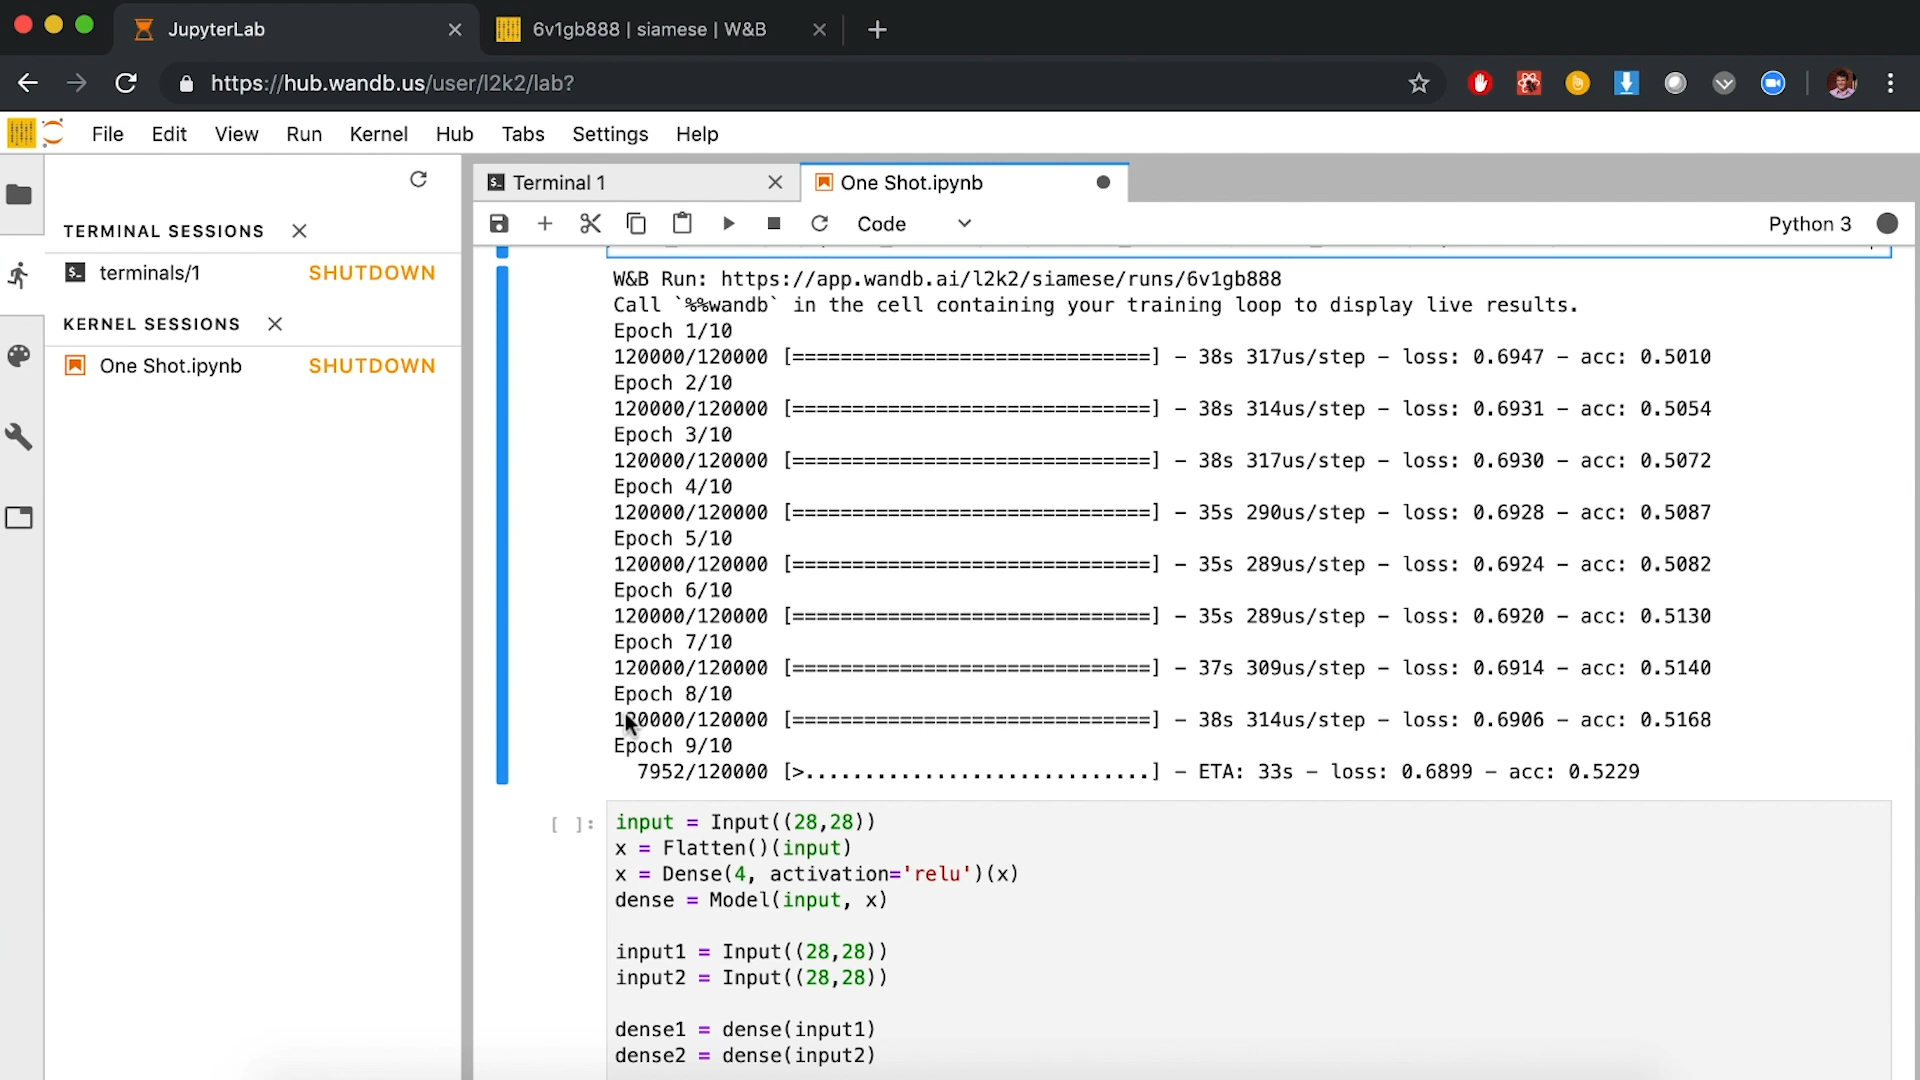 JupyterLab
6v1gb888 | siamese | W&B
https://hub.wandb.us/user/l2k2/lab?
File Edit View Run Kernel Hub Tabs Settings Help
Terminal 1
One Shot.ipynb
TERMINAL SESSIONS
terminals/1 SHUTDOWN
KERNEL SESSIONS
One Shot.ipynb SHUTDOWN
Code
Python 3
W&B Run: https://app.wandb.ai/l2k2/siamese/runs/6v1gb888
Call `%%wandb` in the cell containing your training loop to display live results.
Epoch 1/10
120000/120000 [==============================] - 38s 317us/step - loss: 0.6947 - acc: 0.5010
Epoch 2/10
120000/120000 [==============================] - 38s 314us/step - loss: 0.6931 - acc: 0.5054
Epoch 3/10
120000/120000 [==============================] - 38s 317us/step - loss: 0.6930 - acc: 0.5072
Epoch 4/10
120000/120000 [==============================] - 35s 290us/step - loss: 0.6928 - acc: 0.5087
Epoch 5/10
120000/120000 [==============================] - 35s 289us/step - loss: 0.6924 - acc: 0.5082
Epoch 6/10
120000/120000 [==============================] - 35s 289us/step - loss: 0.6920 - acc: 0.5130
Epoch 7/10
120000/120000 [==============================] - 37s 309us/step - loss: 0.6914 - acc: 0.5140
Epoch 8/10
120000/120000 [==============================] - 38s 314us/step - loss: 0.6906 - acc: 0.5168
Epoch 9/10
7952/120000 [>.............................] - ETA: 33s - loss: 0.6899 - acc: 0.5229
[ ]:
input = Input((28,28))
x = Flatten()(input)
x = Dense(4, activation='relu')(x)
dense = Model(input, x)
input1 = Input((28,28))
input2 = Input((28,28))
dense1 = dense(input1)
dense2 = dense(input2)